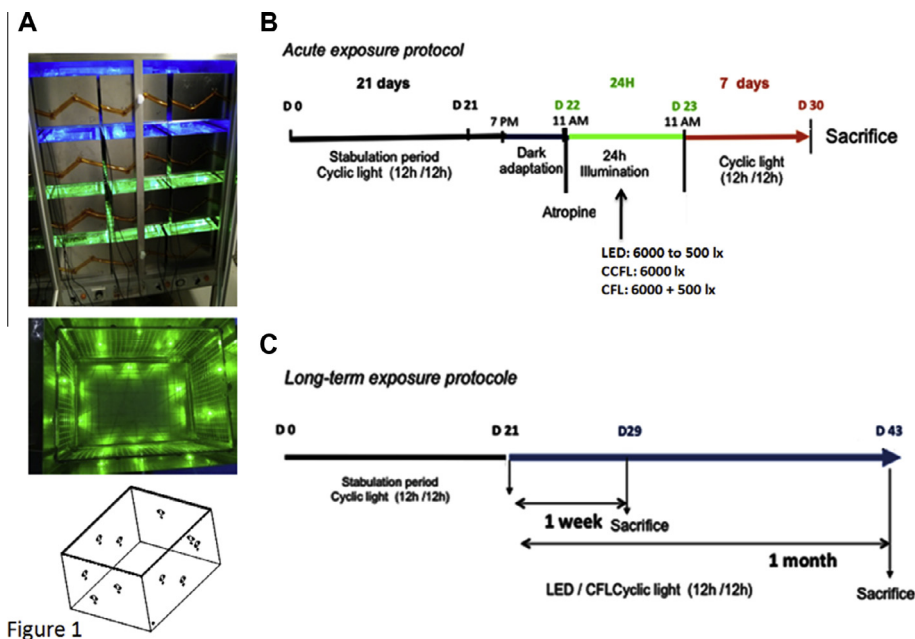 A
B
Acute exposure protocol
21 days
24H
7 days
D 0
D 21
7 PM
D 22
11 AM
D 23
11 AM
D 30
Sacrifice
Stabulation period
Cyclic light (12h /12h)
Dark
adaptation
24h
Illumination
Cyclic light
(12h /12h)
Atropine
LED: 6000 to 500 lx
CCFL: 6000 lx
CFL: 6000 + 500 lx
C
Long-term exposure protocole
D 0
D 21
D29
D 43
Stabulation period
Cyclic light (12h /12h)
1 week
Sacrifice
1 month
LED / CFLCyclic light (12h /12h)
Sacrifice
Figure 1